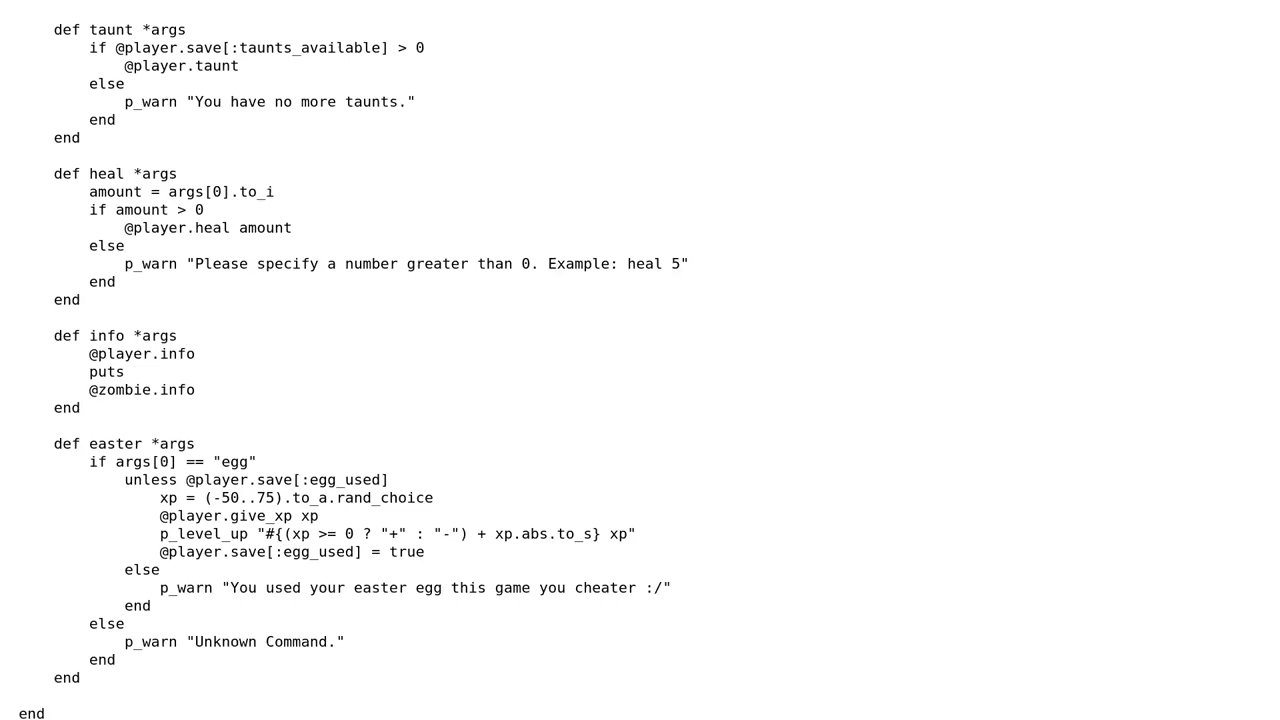 def taunt *args
        if @player.save[:taunts_available] > 0
            @player.taunt
        else
            p_warn "You have no more taunts."
        end
    end

    def heal *args
        amount = args[0].to_i
        if amount > 0
            @player.heal amount
        else
            p_warn "Please specify a number greater than 0. Example: heal 5"
        end
    end

    def info *args
        @player.info
        puts
        @zombie.info
    end

    def easter *args
        if args[0] == "egg"
            unless @player.save[:egg_used]
                xp = (-50..75).to_a.rand_choice
                @player.give_xp xp
                p_level_up "#{(xp >= 0 ? "+" : "-") + xp.abs.to_s} xp"
                @player.save[:egg_used] = true
            else
                p_warn "You used your easter egg this game you cheater :/"
            end
        else
            p_warn "Unknown Command."
        end
    end

end